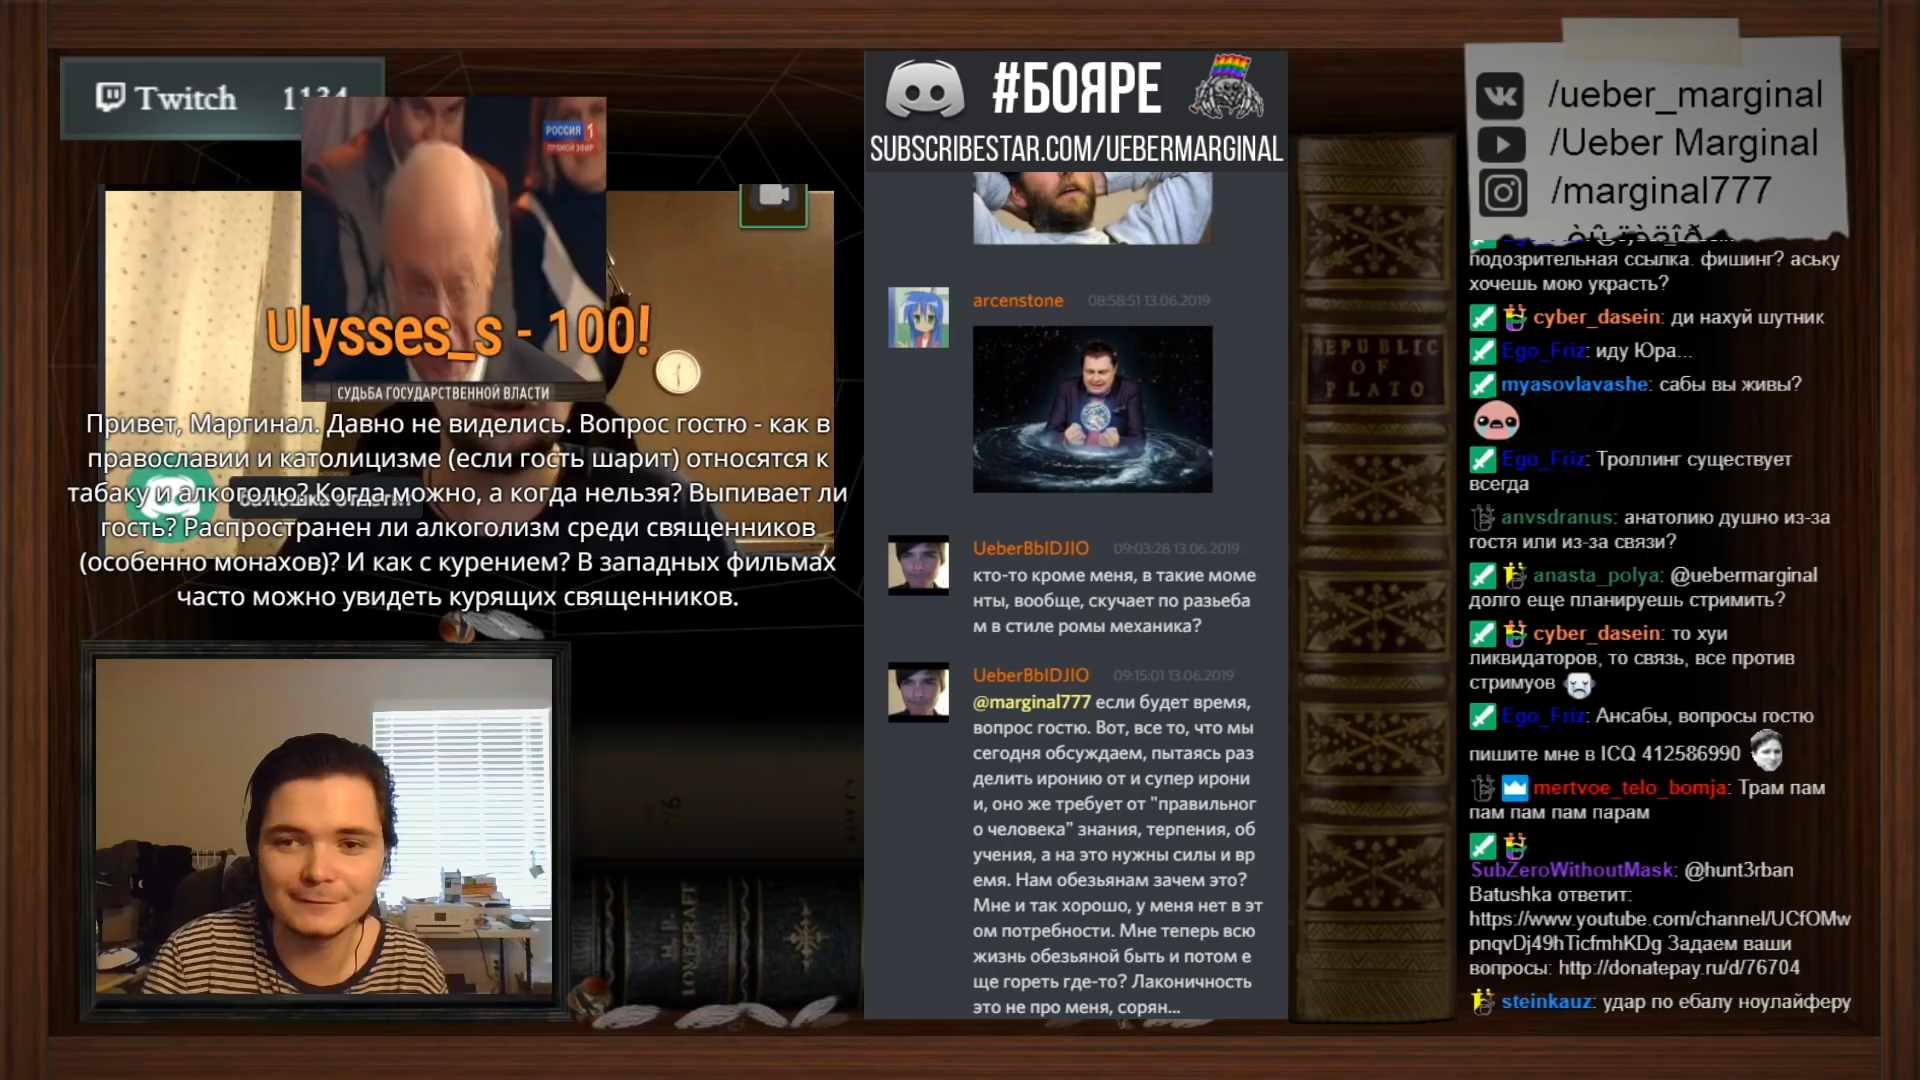 Twitch 1134
РОССИЯ 1
ПРЯМОЙ ЭФИР
Ulysses_s - 100!
СУДЬБА ГОСУДАРСТВЕННОЙ ВЛАСТИ
Привет, Маргинал. Давно не виделись. Вопрос гостю - как в
православии и католицизме (если гость шарит) относятся к
табаку и алкоголю? Когда можно, а когда нельзя? Выпивает ли
гость? Распространен ли алкоголизм среди священников
(особенно монахов)? И как с курением? В западных фильмах
часто можно увидеть курящих священников.
H. P.
LOVECRAFT
#БОЯРЕ
SUBSCRIBESTAR.COM/UEBERMARGINAL
arcenstone 08:58:51 13.06.2019
UeberBbIDJIO 09:03:28 13.06.2019
кто-то кроме меня, в такие моме
нты, вообще, скучает по разьеба
м в стиле ромы механика?
UeberBbIDJIO 09:15:01 13.06.2019
@marginal777 если будет время,
вопрос гостю. Вот, все то, что мы
сегодня обсуждаем, пытаясь раз
делить иронию от и супер ирони
и, оно же требует от "правильног
о человека" знания, терпения, об
учения, а на это нужны силы и вр
емя. Нам обезьянам зачем это?
Мне и так хорошо, у меня нет в эт
ом потребности. Мне теперь всю
жизнь обезьяной быть и потом е
ще гореть где-то? Лаконичность
это не про меня, сорян...
REPUBLIC
OF
PLATO
/ueber_marginal
/Ueber Marginal
/marginal777
подозрительная ссылка. фишинг? аську
хочешь мою украсть?
cyber_dasein: ди нахуй шутник
Ego_Friz: иду Юра...
myasovlavashe: сабы вы живы?
Ego_Friz: Троллинг существует
всегда
anvsdranus: анатолию душно из-за
гостя или из-за связи?
anasta_polya: @uebermarginal
долго еще планируешь стримить?
cyber_dasein: то хуи
ликвидаторов, то связь, все против
стримуов
Ego_Friz: Ансабы, вопросы гостю
пишите мне в ICQ 412586990
mertvoe_telo_bomja: Трам пам
пам пам пам парам
SubZeroWithoutMask: @hunt3rban
Batushka ответит:
https://www.youtube.com/channel/UCfOMw
pnqvDj49hTicfmhKDg Задаем ваши
вопросы: http://donatepay.ru/d/76704
steinkauz: удар по ебалу ноулайферу